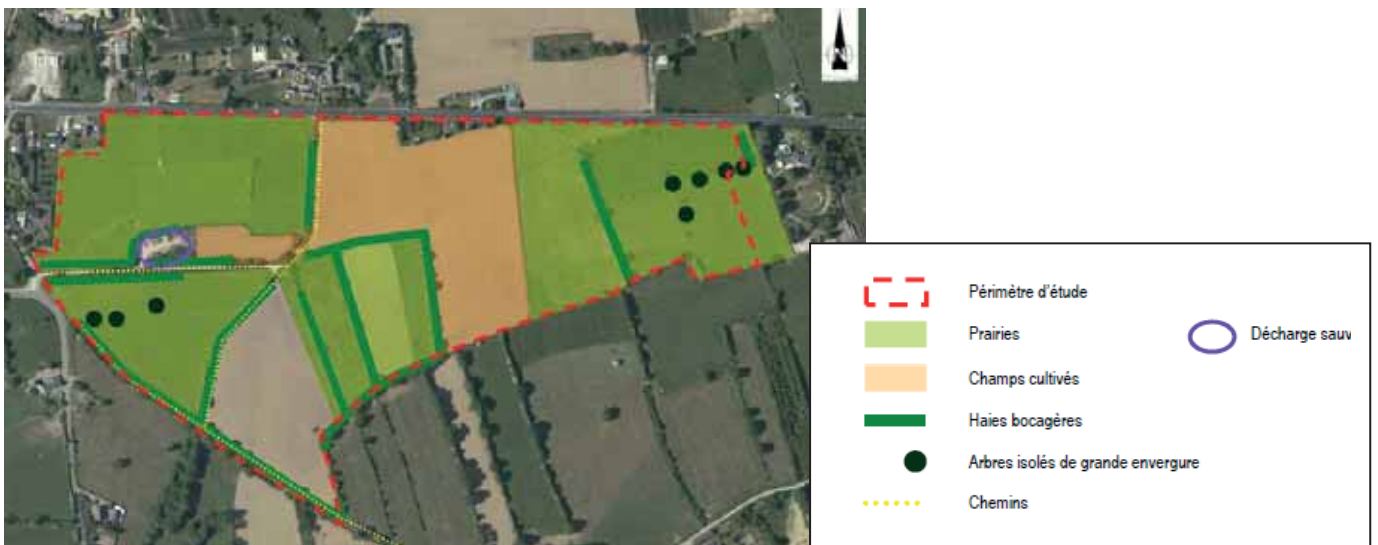 Périmètre d'étude
Prairies
Décharge sauv
Champs cultivés
Haies bocagères
Arbres isolés de grande envergure
Chemins